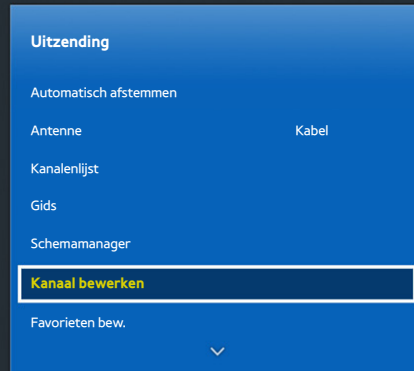 Uitzending
Automatisch afstemmen
Antenne Kabel
Kanalenlijst
Gids
Schemamanager
Kanaal bewerken
Favorieten bew.